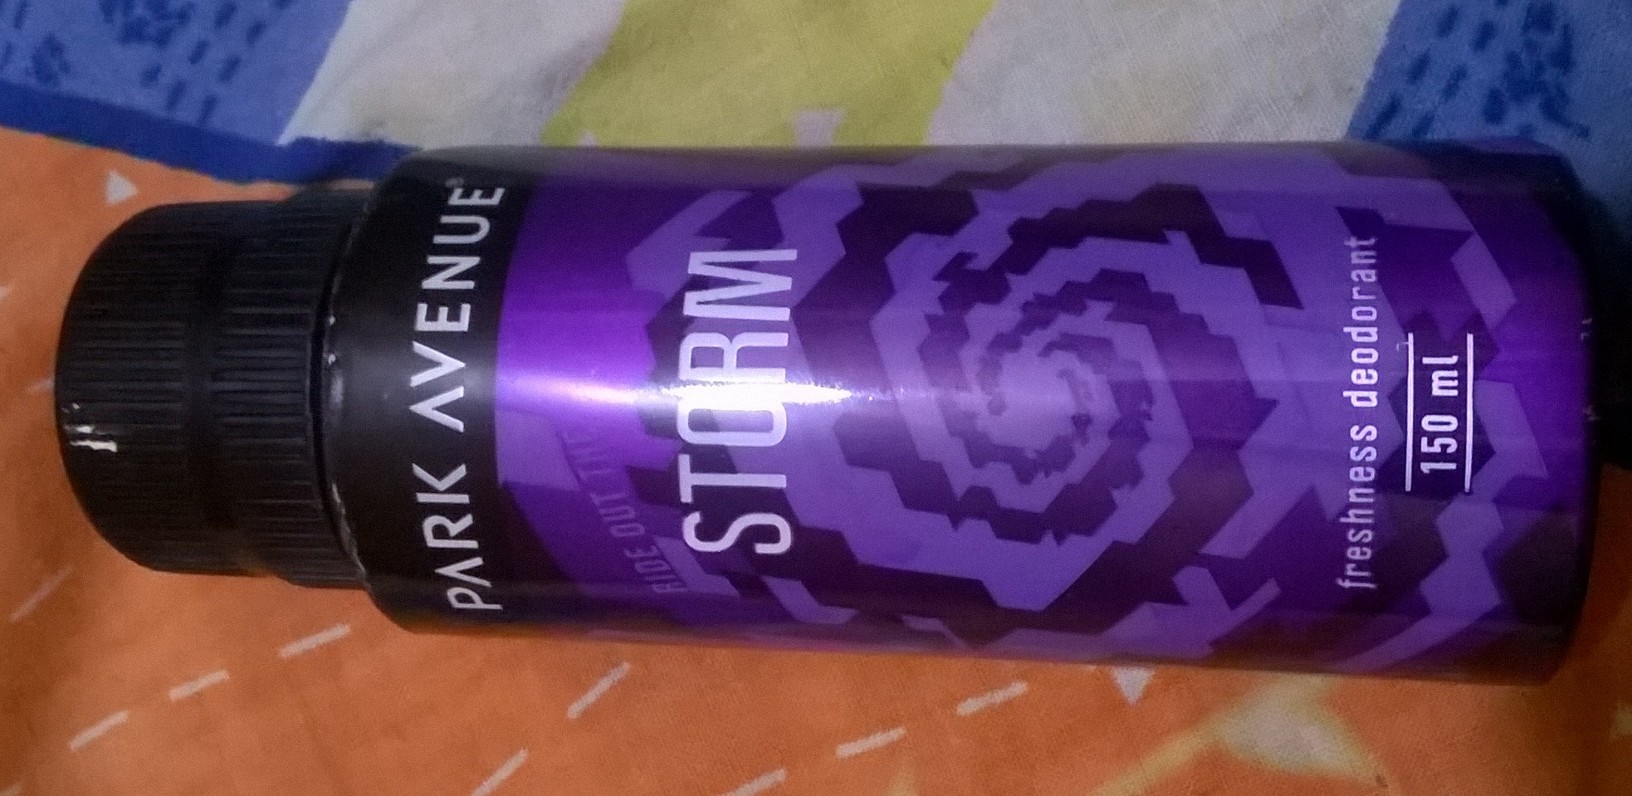 PARK AVENUE
RIDE OUT THE
STORM
freshness deodorant
150 ml